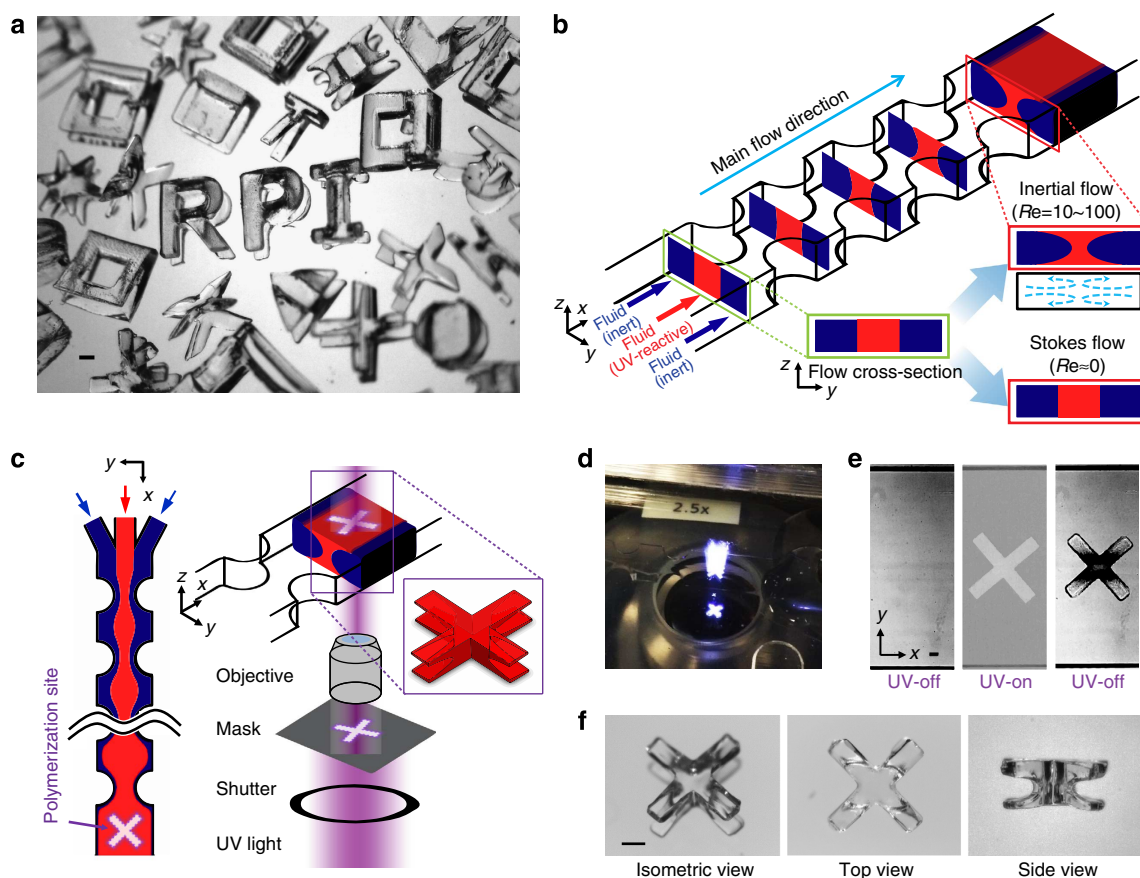 a
RPI
b
Main flow direction
Inertial flow
(Re=10~100)
z
x
y
Fluid
(inert)
Fluid
(UV-reactive)
Fluid
(inert)
Flow cross-section
z
y
Stokes flow
(Re≈0)
c
y
x
z
x
y
Polymerization site
Objective
Mask
Shutter
UV light
d
2.5x
e
y
x
UV-off
UV-on
UV-off
f
Isometric view
Top view
Side view